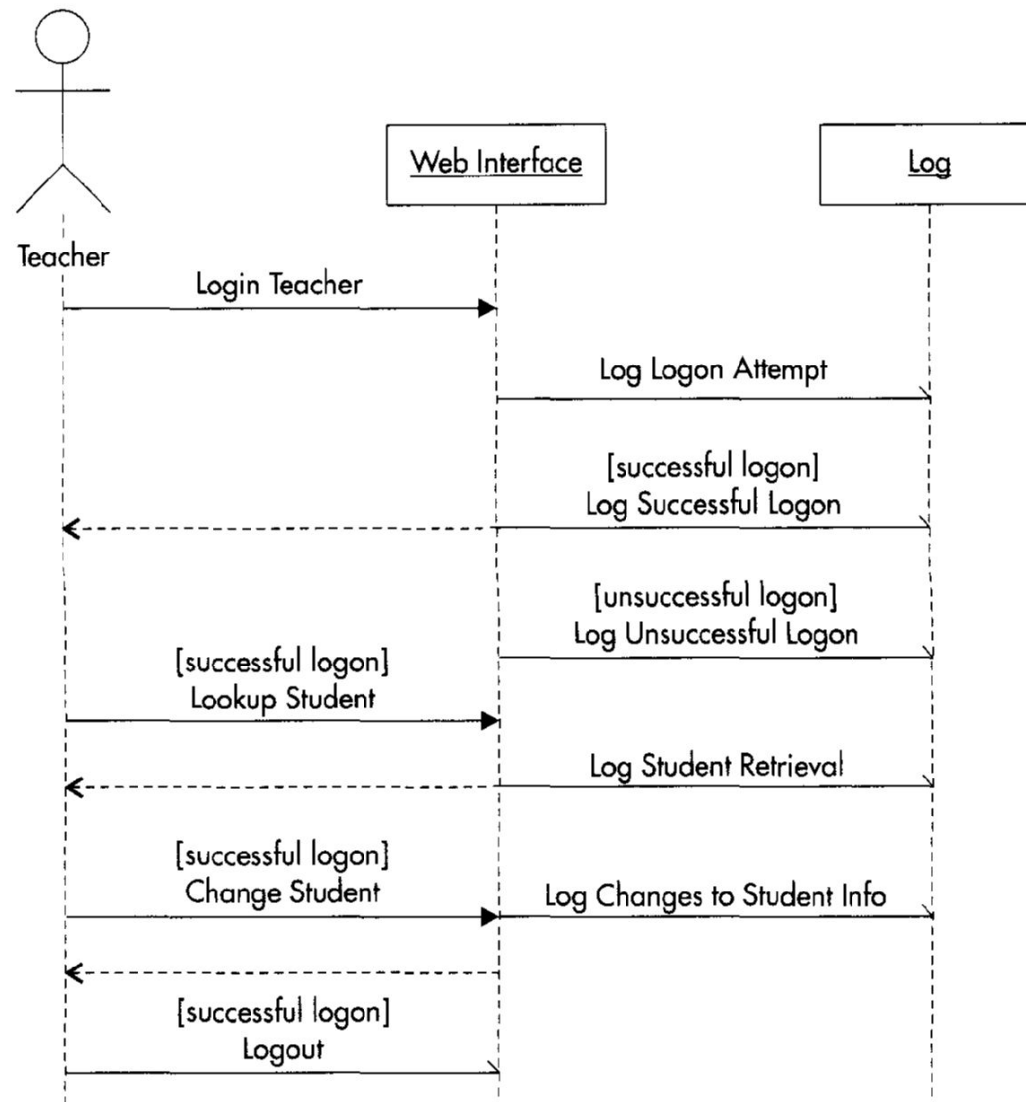 Web Interface
Log
Teacher
Login Teacher
Log Logon Attempt
[successful logon]
Log Successful Logon
[unsuccessful logon]
Log Unsuccessful Logon
[successful logon]
Lookup Student
Log Student Retrieval
[successful logon]
Change Student
Log Changes to Student Info
[successful logon]
Logout